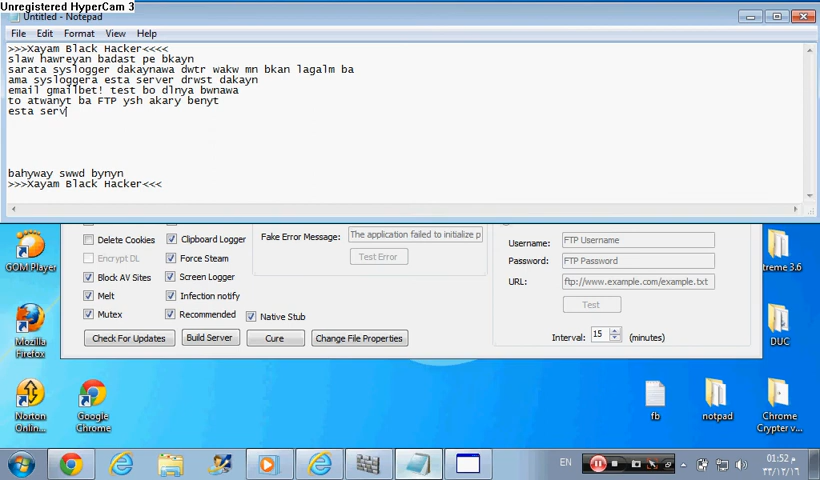 Unregistered HyperCam 3
Untitled - Notepad
File Edit Format View Help
>>>Xayam Black Hacker<<<<
slaw hawreyan badast pe bkayn
sarata syslogger dakaynawa dwtr wakw mn bkan lagalm ba
ama sysloggera esta server drwst dakayn
email gmailbet! test bo dlnya bwnawa
to atwanyt ba FTP ysh akary benyt
esta serv
bahyway swwd bynyn
>>>Xayam Black Hacker<<<
Delete Cookies
Clipboard Logger
Encrypt DL
Force Steam
Block AV Sites
Screen Logger
Melt
Infection notify
Mutex
Recommended
Native Stub
Fake Error Message: The application failed to initialize p
Test Error
Username: FTP Username
Password: FTP Password
URL: ftp://www.example.com/example.txt
Test
Interval: 15 (minutes)
Check For Updates
Build Server
Cure
Change File Properties
GOM Player
treme 3.6
Mozilla
Firefox
DUC
Norton
Onlin...
Google
Chrome
fb
notpad
Chrome
Crypter v...
EN
01:52 م
٣٣/١٢/١٦